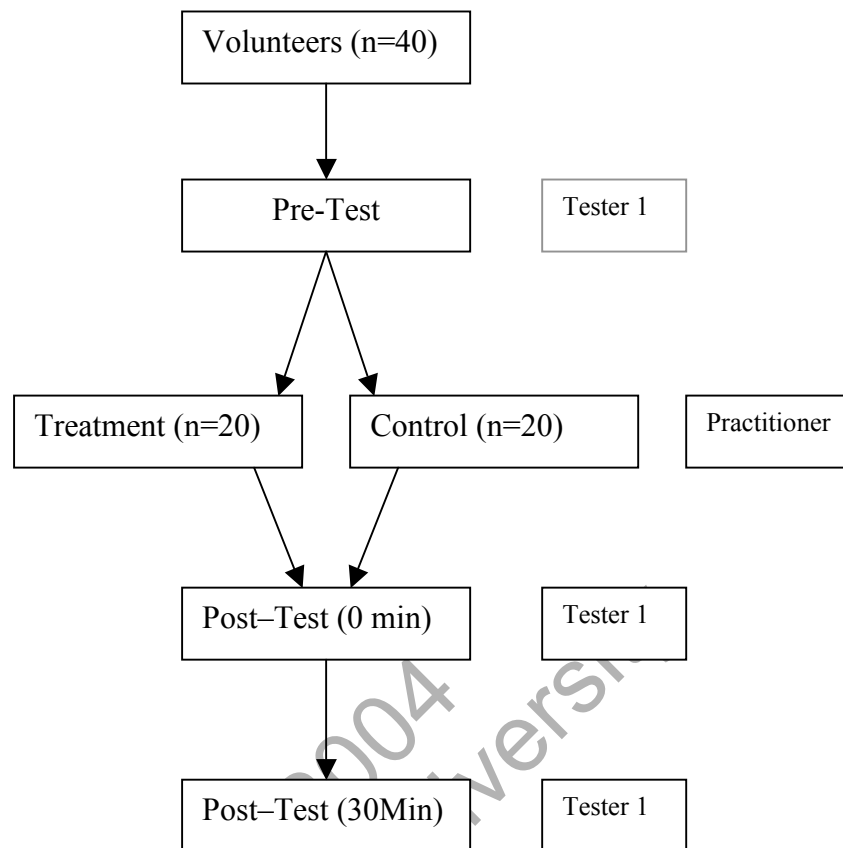 Volunteers (n=40)
Pre-Test
Tester 1
Treatment (n=20)
Control (n=20)
Practitioner
Post–Test (0 min)
Tester 1
Post–Test (30Min)
Tester 1
2004